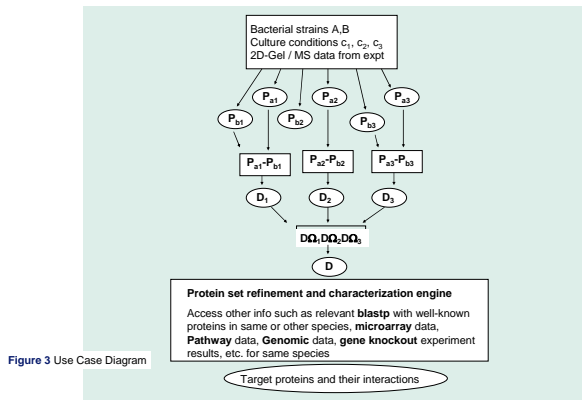 Bacterial strains A,B
Culture conditions c1, c2, c3
2D-Gel / MS data from expt
Pa1 Pa2 Pa3
Pb1 Pb2 Pb3
Pa1-Pb1 Pa2-Pb2 Pa3-Pb3
D1 D2 D3
DΩ1DΩ2DΩ3
D
Protein set refinement and characterization engine
Access other info such as relevant blastp with well-known
proteins in same or other species, microarray data,
Pathway data, Genomic data, gene knockout experiment
results, etc. for same species
Figure 3 Use Case Diagram
Target proteins and their interactions